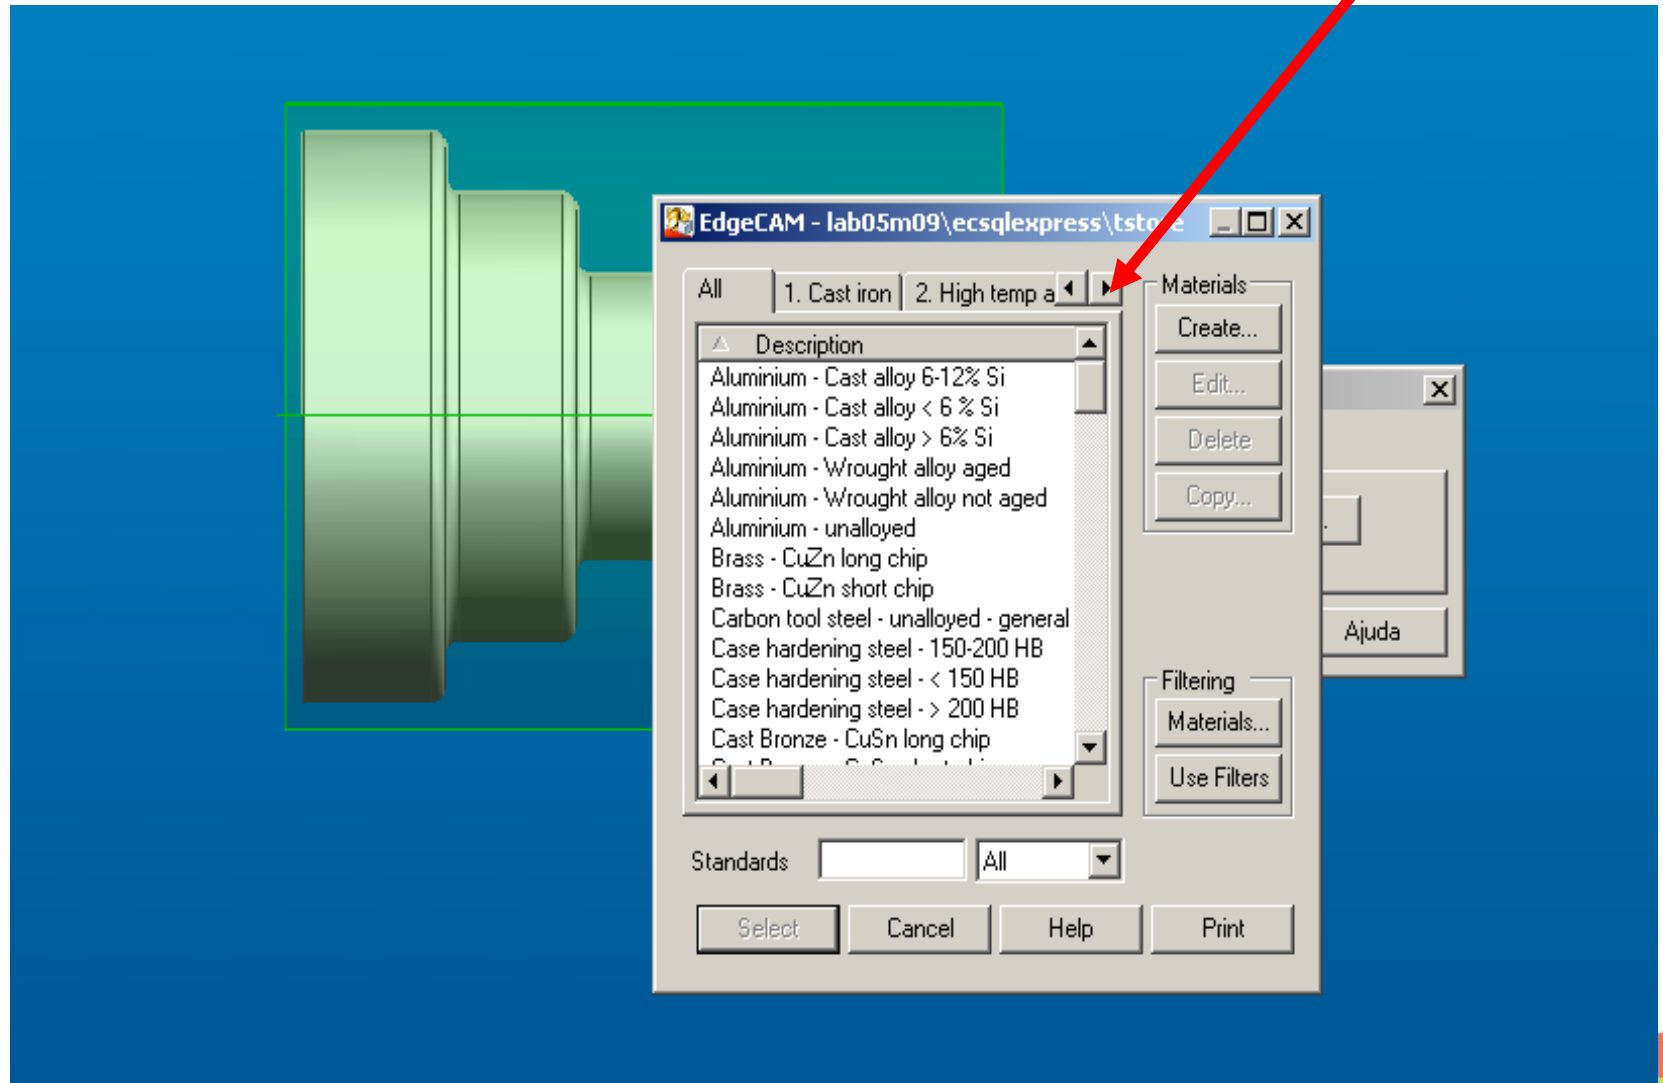 EdgeCAM - lab05m09\ecsqlexpress\tstore
All
1. Cast iron
2. High temp a
Description
Aluminium - Cast alloy 6-12% Si
Aluminium - Cast alloy < 6 % Si
Aluminium - Cast alloy > 6% Si
Aluminium - Wrought alloy aged
Aluminium - Wrought alloy not aged
Aluminium - unalloyed
Brass - CuZn long chip
Brass - CuZn short chip
Carbon tool steel - unalloyed - general
Case hardening steel - 150-200 HB
Case hardening steel - < 150 HB
Case hardening steel - > 200 HB
Cast Bronze - CuSn long chip
Materials
Create...
Edit...
Delete
Copy...
Filtering
Materials...
Use Filters
Standards
All
Select
Cancel
Help
Print
Ajuda